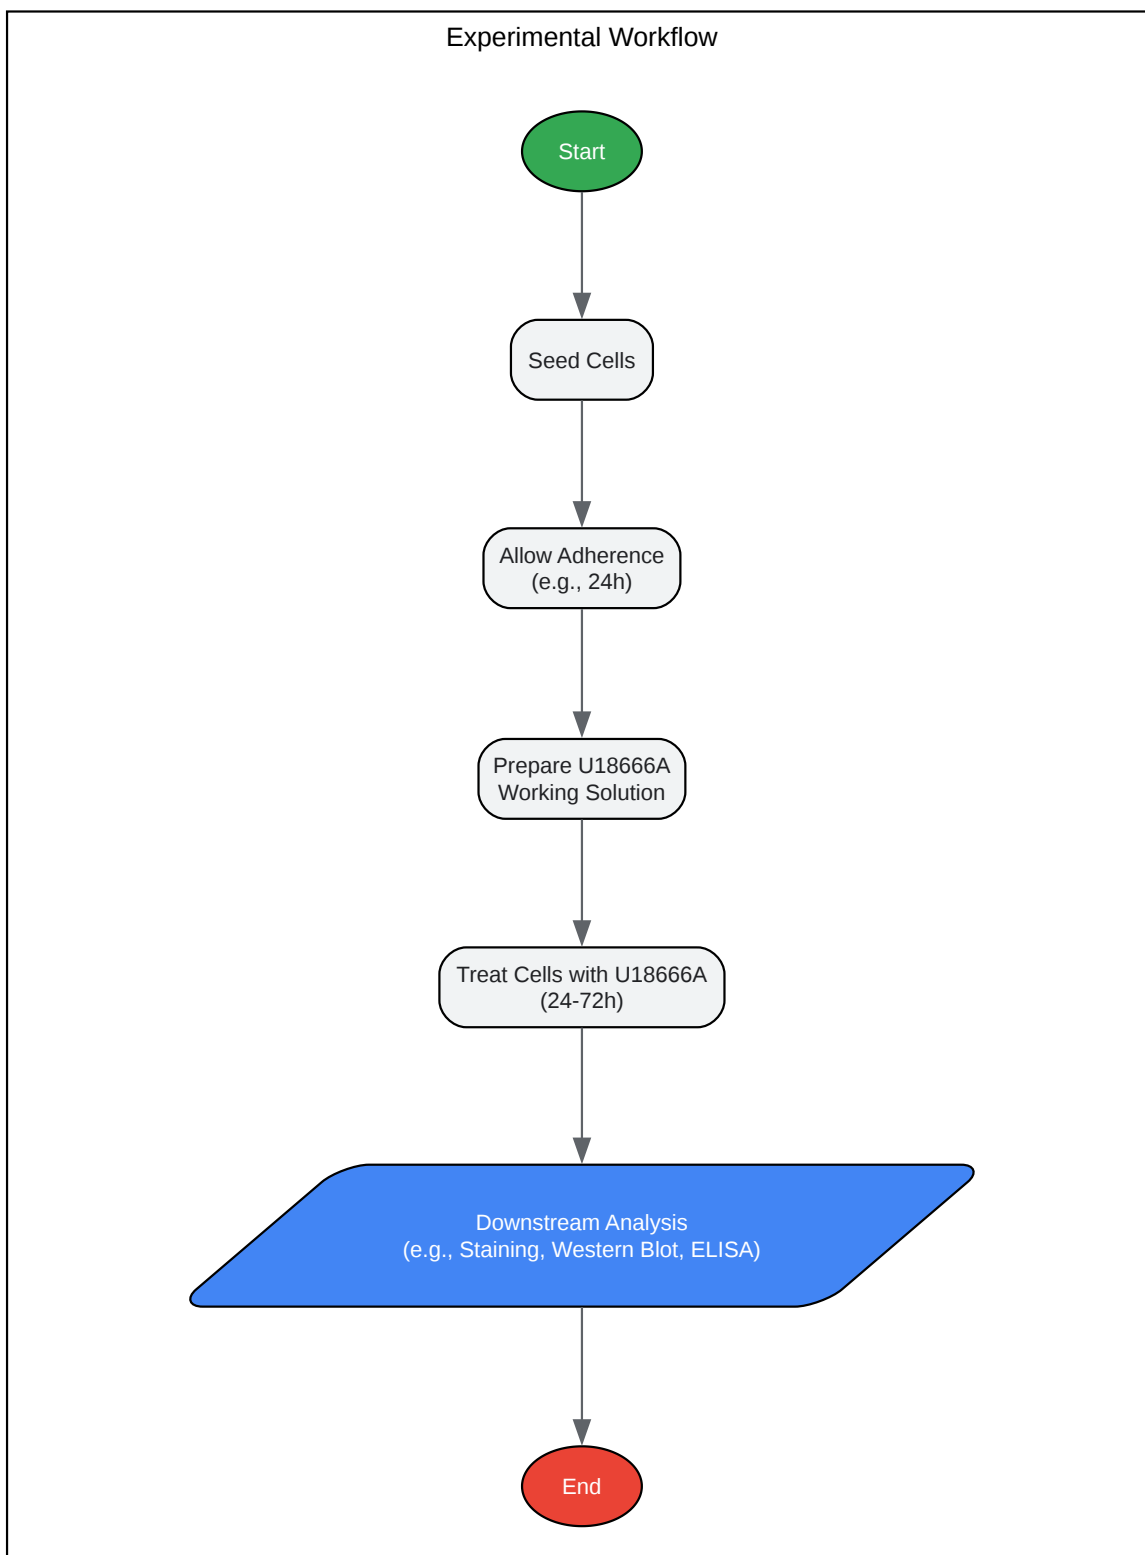 Experimental Workflow
Start
Seed Cells
Allow Adherence
(e.g., 24h)
Prepare U18666A
Working Solution
Treat Cells with U18666A
(24-72h)
Downstream Analysis
(e.g., Staining, Western Blot, ELISA)
End